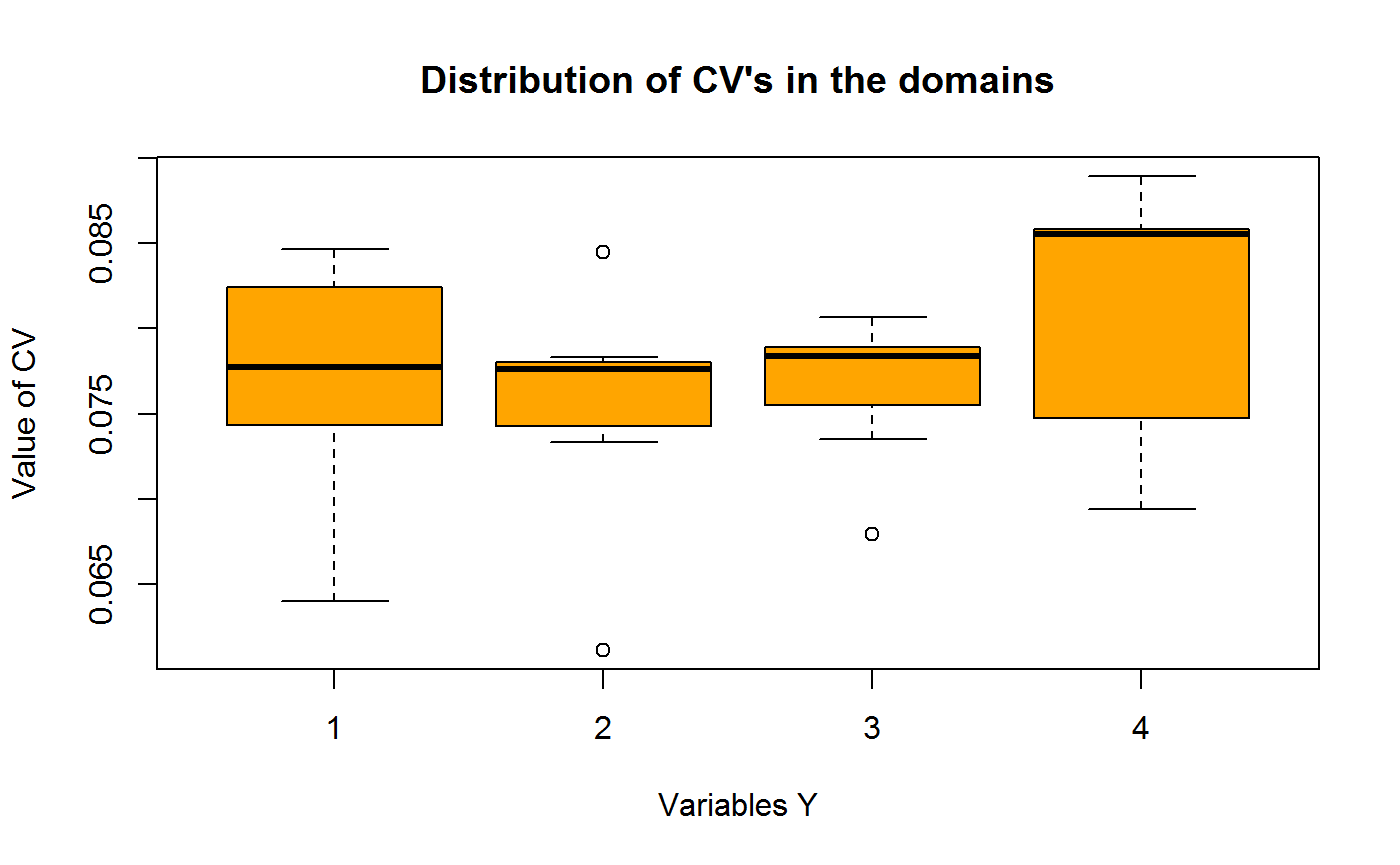 Distribution of CV's in the domains
Value of CV
0.085
0.075
0.065
1 2 3 4
Variables Y